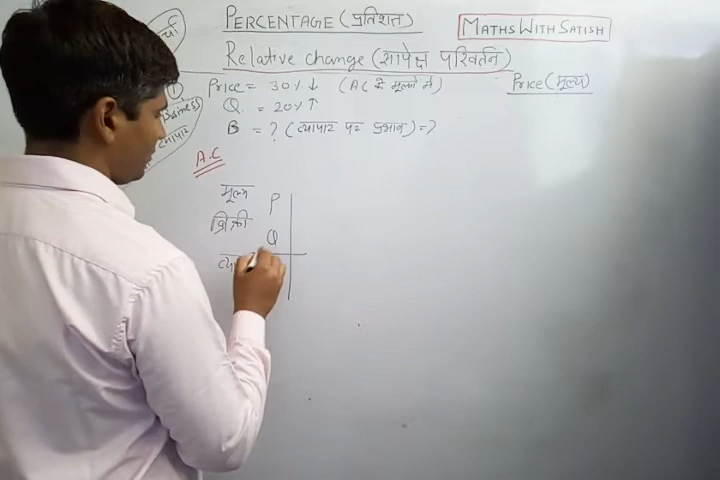 PERCENTAGE (प्रतिशत)
MATHS WITH SATISH
Relative change (सापेक्ष परिवर्तन)
Price (मूल्य)
①
Price = 30% ↓ (AC के मूल्य में)
Business
Q. = 20% ↑
व्यापार
B = ? (व्यापार पर प्रभाव) = ?
A.C
मूल्य P
बिक्री Q